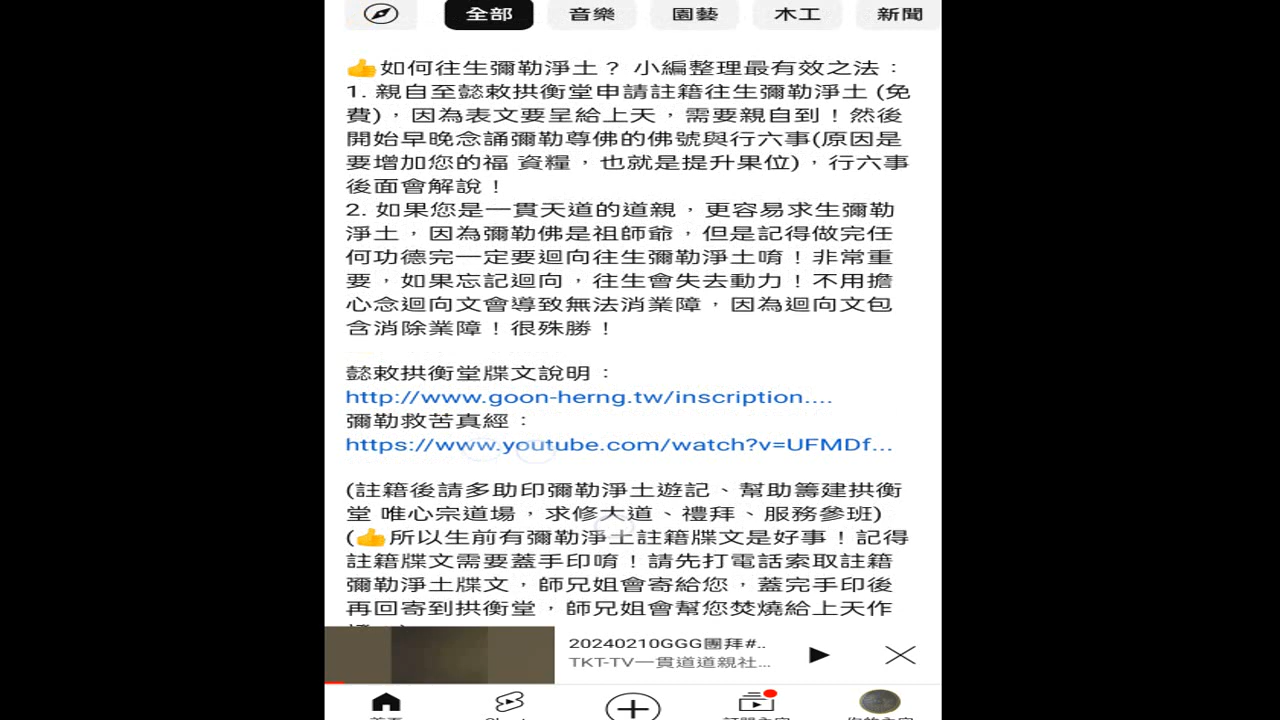 全部 音樂 園藝 木工 新聞
👍如何往生彌勒淨土？ 小編整理最有效之法：
1. 親自至懿敕拱衡堂申請註籍往生彌勒淨土 (免
費)，因為表文要呈給上天，需要親自到！然後
開始早晚念誦彌勒尊佛的佛號與行六事(原因是
要增加您的福 資糧，也就是提升果位)，行六事
後面會解說！
2. 如果您是一貫天道的道親，更容易求生彌勒
淨土，因為彌勒佛是祖師爺，但是記得做完任
何功德完一定要迴向往生彌勒淨土唷！非常重
要，如果忘記迴向，往生會失去動力！不用擔
心念迴向文會導致無法消業障，因為迴向文包
含消除業障！很殊勝！
懿敕拱衡堂牒文說明：
http://www.goon-herng.tw/inscription....
彌勒救苦真經：
https://www.youtube.com/watch?v=UFMDf...
(註籍後請多助印彌勒淨土遊記、幫助籌建拱衡
堂 唯心宗道場，求修大道、禮拜、服務參班)
(👍所以生前有彌勒淨土註籍牒文是好事！記得
註籍牒文需要蓋手印唷！請先打電話索取註籍
彌勒淨土牒文，師兄姐會寄給您，蓋完手印後
再回寄到拱衡堂，師兄姐會幫您焚燒給上天作
20240210GGG團拜#..
TKT-TV一貫道道親社...